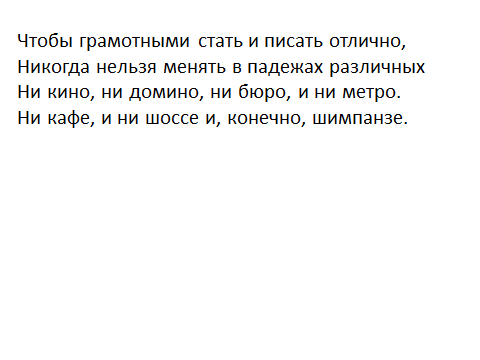 Чтобы грамотными стать и писать отлично,
Никогда нельзя менять в падежах различных
Ни кино, ни домино, ни бюро, и ни метро.
Ни кафе, и ни шоссе и, конечно, шимпанзе.